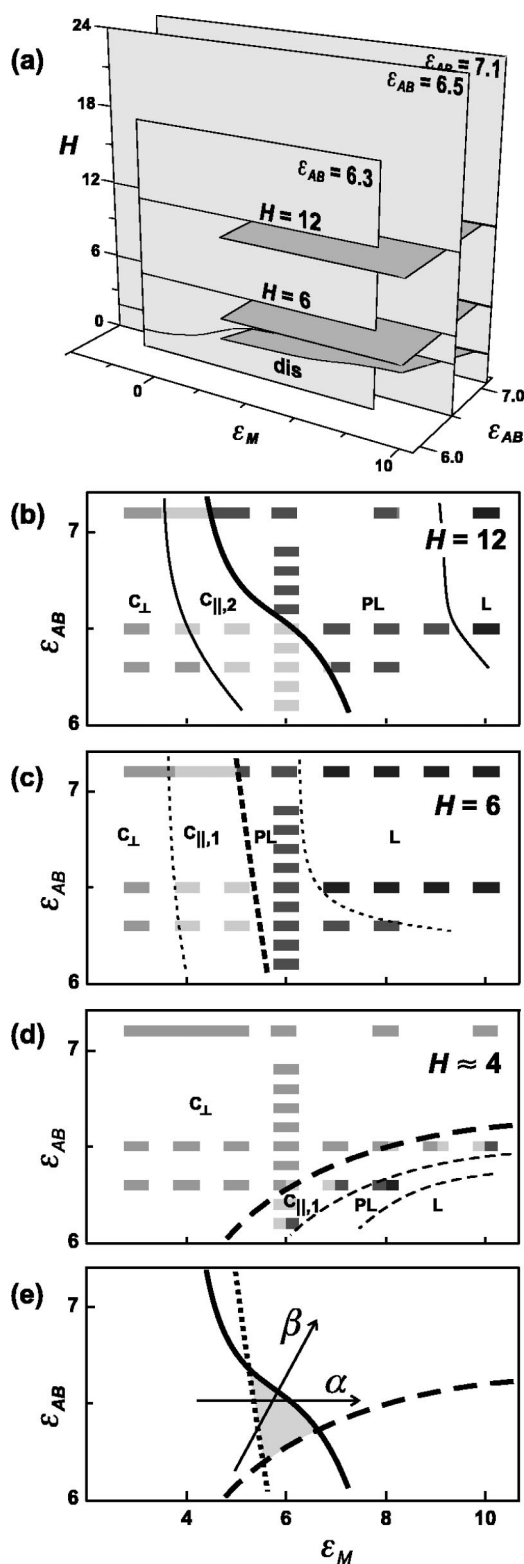 (a)
24
18
12
6
0
H
ε_AB = 7.1
ε_AB = 6.5
ε_AB = 6.3
H = 12
H = 6
dis
0
ε_M
10
6.0
7.0
ε_AB
(b)
7
H = 12
C⊥
C||,2
PL
L
ε_AB
6
(c)
7
H = 6
C⊥
C||,1
PL
L
ε_AB
6
(d)
7
H ≈ 4
C⊥
ε_AB
C||,1
PL
L
6
(e)
7
β
α
ε_AB
6
4 6 8 10
ε_M